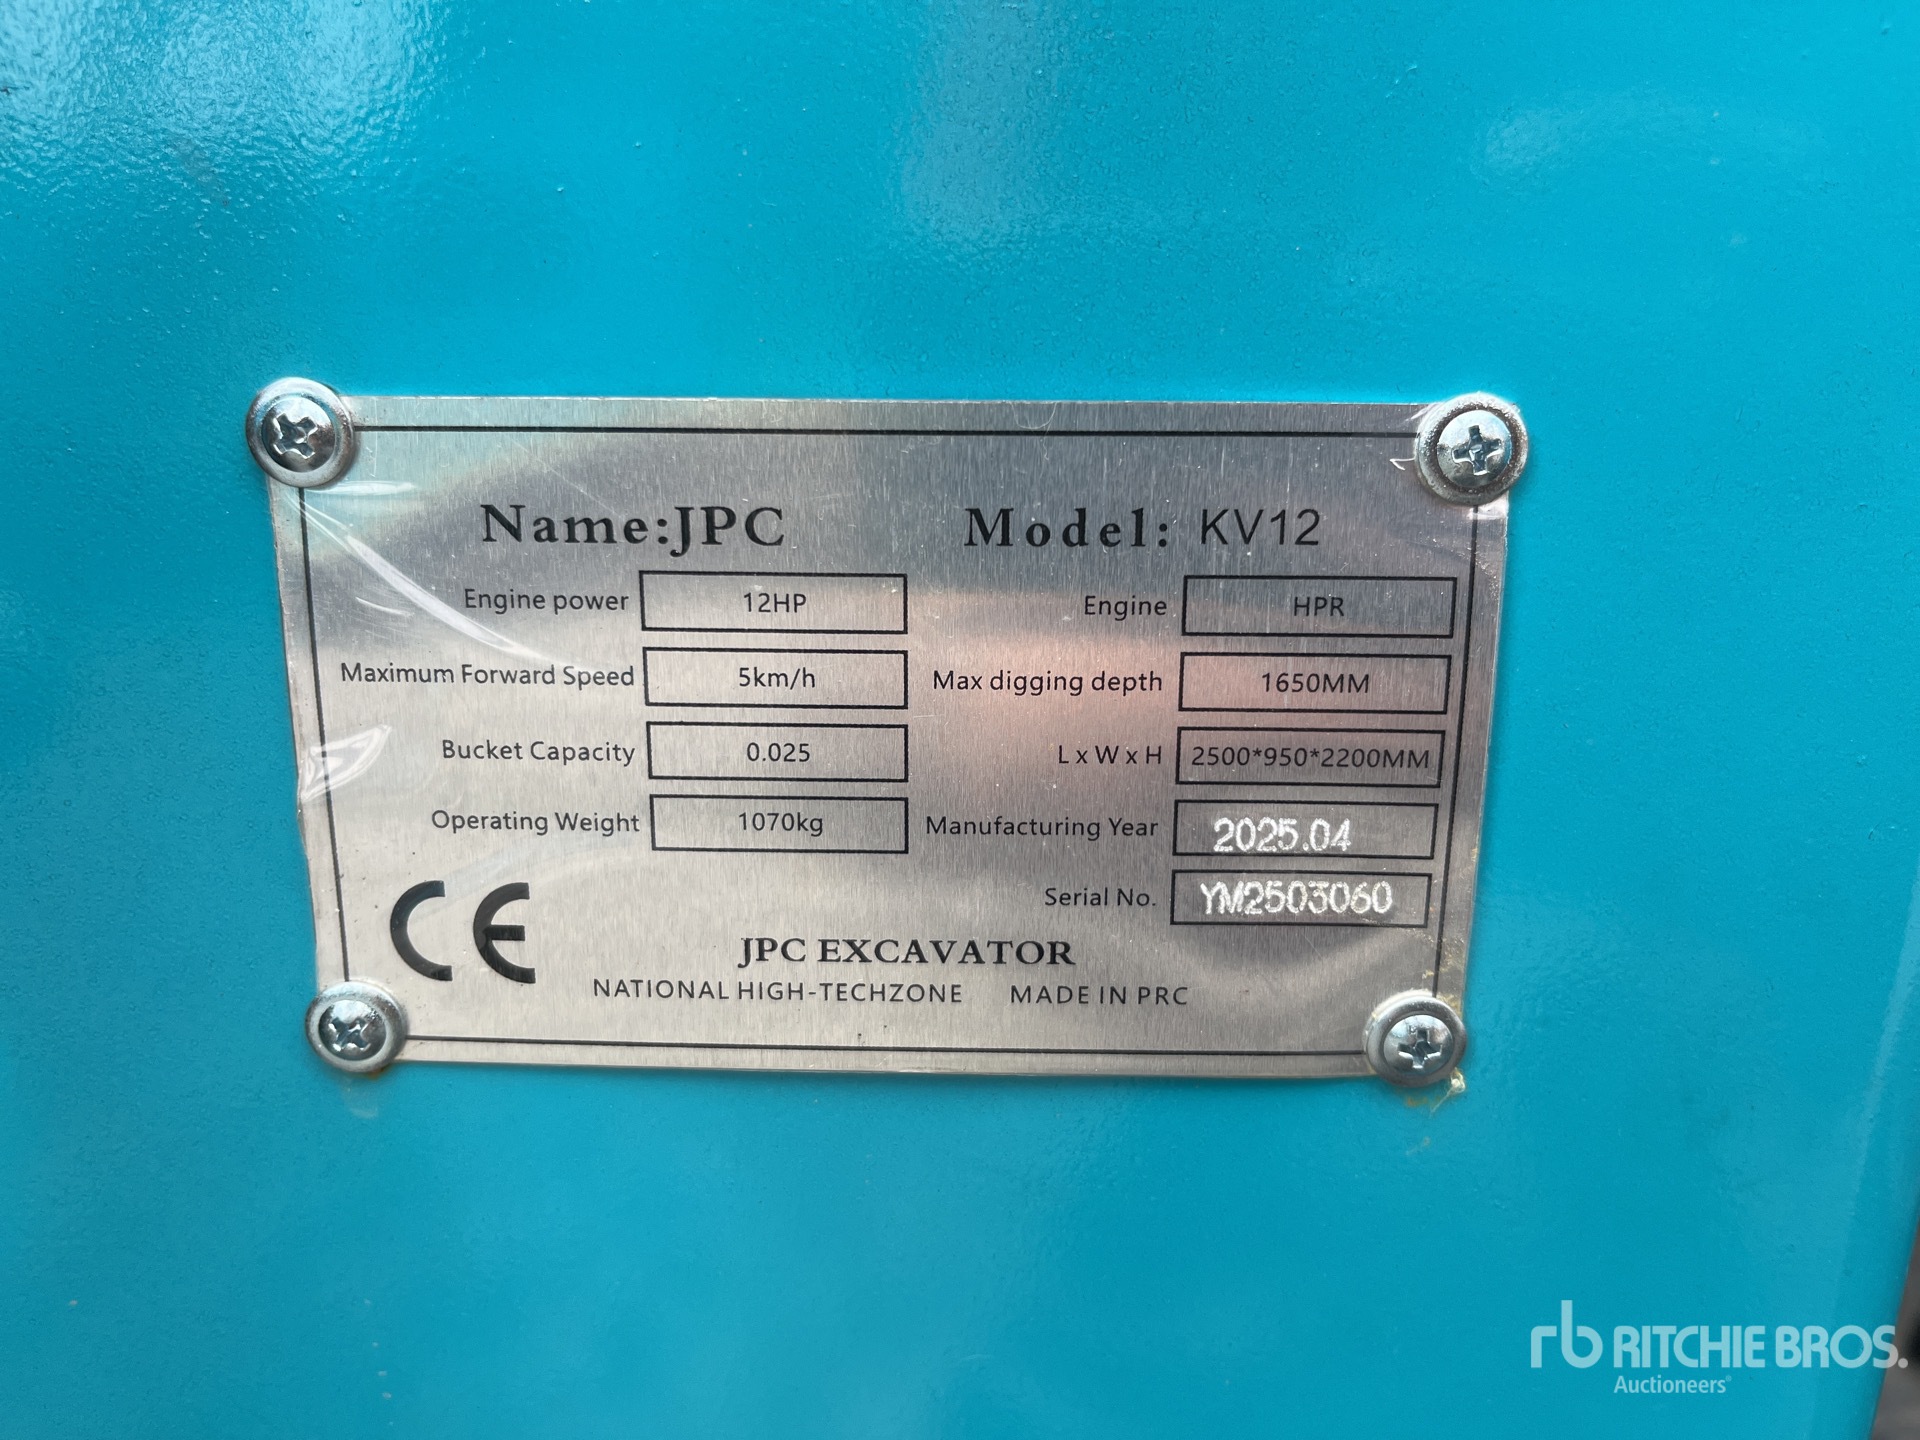 Name:JPC Model: KV12
Engine power 12HP Engine HPR
Maximum Forward Speed 5km/h Max digging depth 1650MM
Bucket Capacity 0.025 L x W x H 2500*950*2200MM
Operating Weight 1070kg Manufacturing Year 2025.04
Serial No. YM2503060
CE
JPC EXCAVATOR
NATIONAL HIGH-TECHZONE MADE IN PRC
rb RITCHIE BROS.
Auctioneers